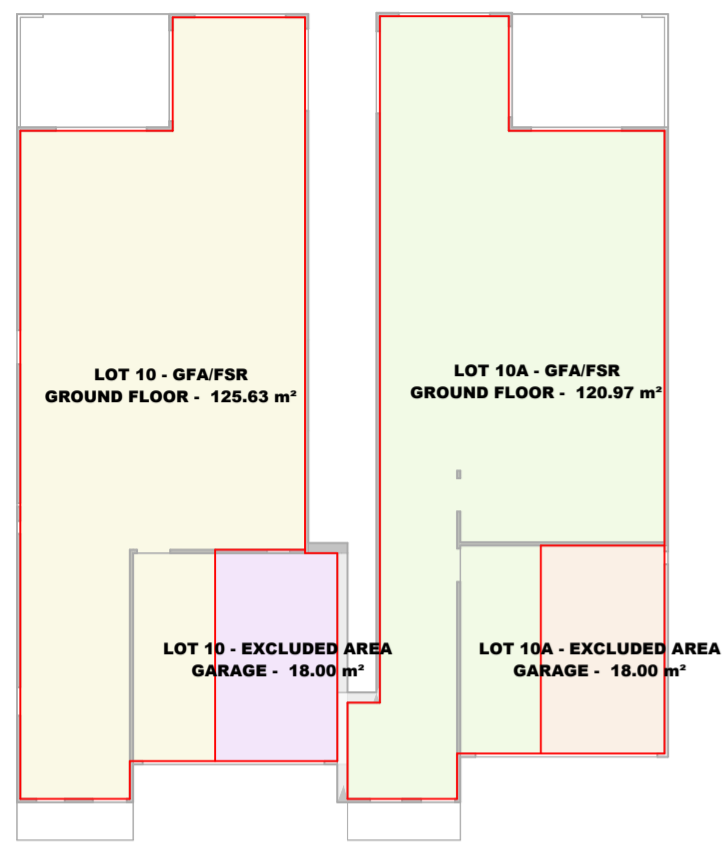 LOT 10 - GFA/FSR
GROUND FLOOR - 125.63 m²
LOT 10A - GFA/FSR
GROUND FLOOR - 120.97 m²
LOT 10 - EXCLUDED AREA
GARAGE - 18.00 m²
LOT 10A - EXCLUDED AREA
GARAGE - 18.00 m²